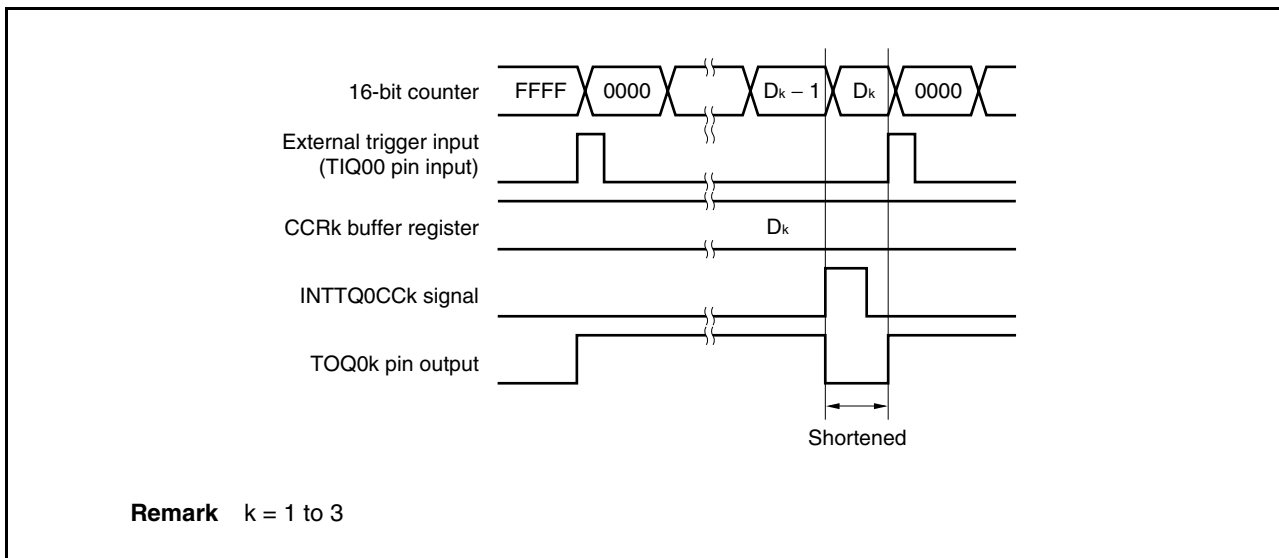 16-bit counter FFFF 0000 Dk − 1 Dk 0000
External trigger input
(TIQ00 pin input)
CCRk buffer register Dk
INTTQ0CCk signal
TOQ0k pin output
Shortened
Remark k = 1 to 3